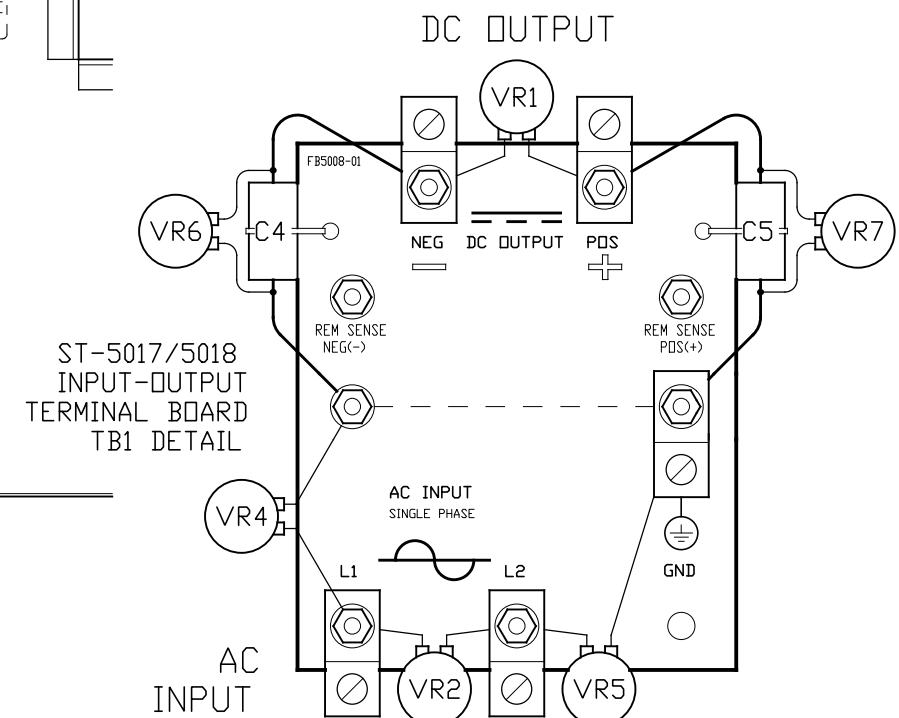 DC OUTPUT
VR1
FB5008-01
VR6
C4
C5
VR7
NEG
DC OUTPUT
POS
REM SENSE
NEG(-)
REM SENSE
POS(+)
ST-5017/5018
INPUT-OUTPUT
TERMINAL BOARD
TB1 DETAIL
VR4
AC INPUT
SINGLE PHASE
GND
L1
L2
AC
INPUT
VR2
VR5